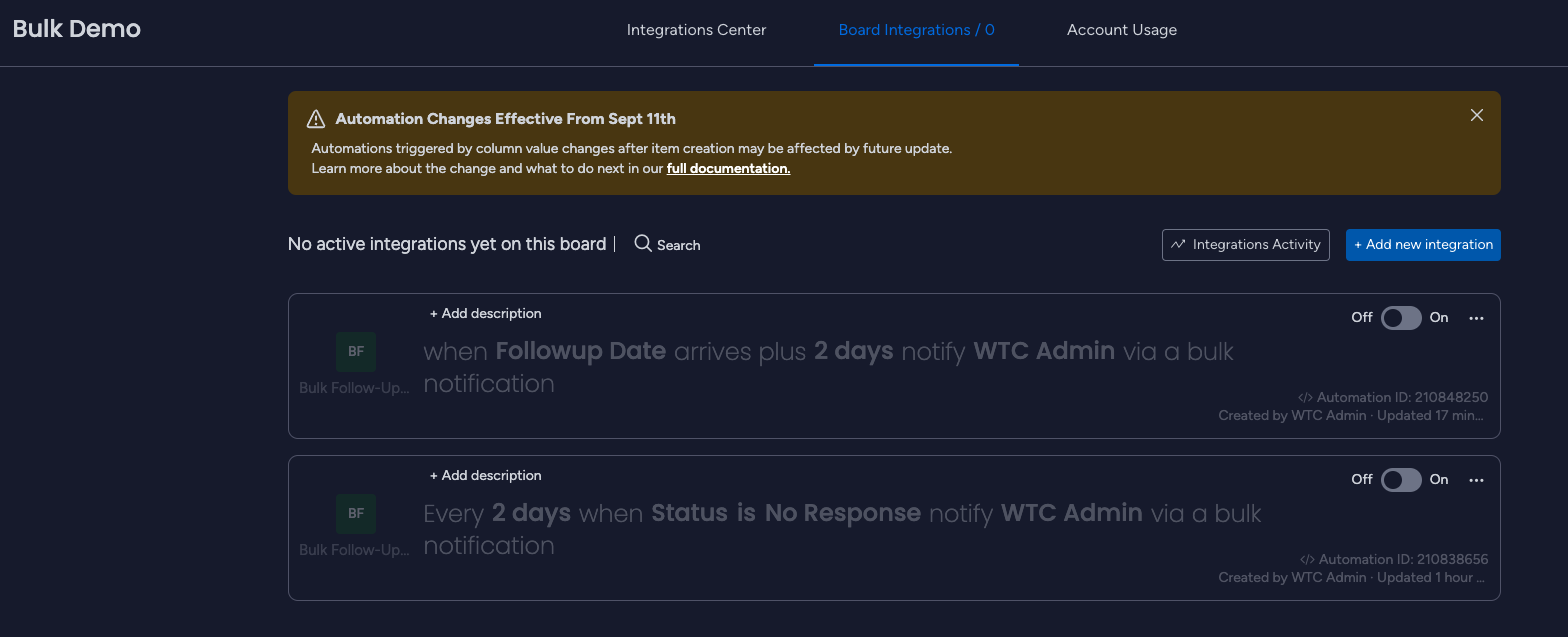 Bulk Demo
Integrations Center
Board Integrations / 0
Account Usage
Automation Changes Effective From Sept 11th
Automations triggered by column value changes after item creation may be affected by future update.
Learn more about the change and what to do next in our full documentation.
No active integrations yet on this board | Search
Integrations Activity
+ Add new integration
+ Add description
Off On ...
BF
Bulk Follow-Up...
when Followup Date arrives plus 2 days notify WTC Admin via a bulk
notification
</> Automation ID: 210848250
Created by WTC Admin · Updated 17 min...
+ Add description
Off On ...
BF
Bulk Follow-Up...
Every 2 days when Status is No Response notify WTC Admin via a bulk
notification
</> Automation ID: 210838656
Created by WTC Admin · Updated 1 hour ...